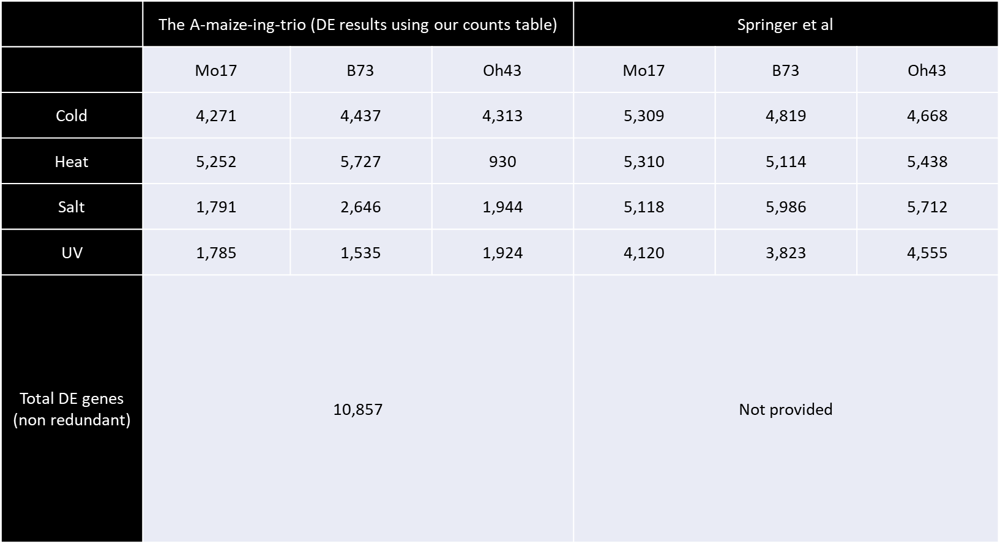 The A-maize-ing-trio (DE results using our counts table) Springer et al
Mo17 B73 Oh43 Mo17 B73 Oh43
Cold 4,271 4,437 4,313 5,309 4,819 4,668
Heat 5,252 5,727 930 5,310 5,114 5,438
Salt 1,791 2,646 1,944 5,118 5,986 5,712
UV 1,785 1,535 1,924 4,120 3,823 4,555
Total DE genes
(non redundant)
10,857 Not provided